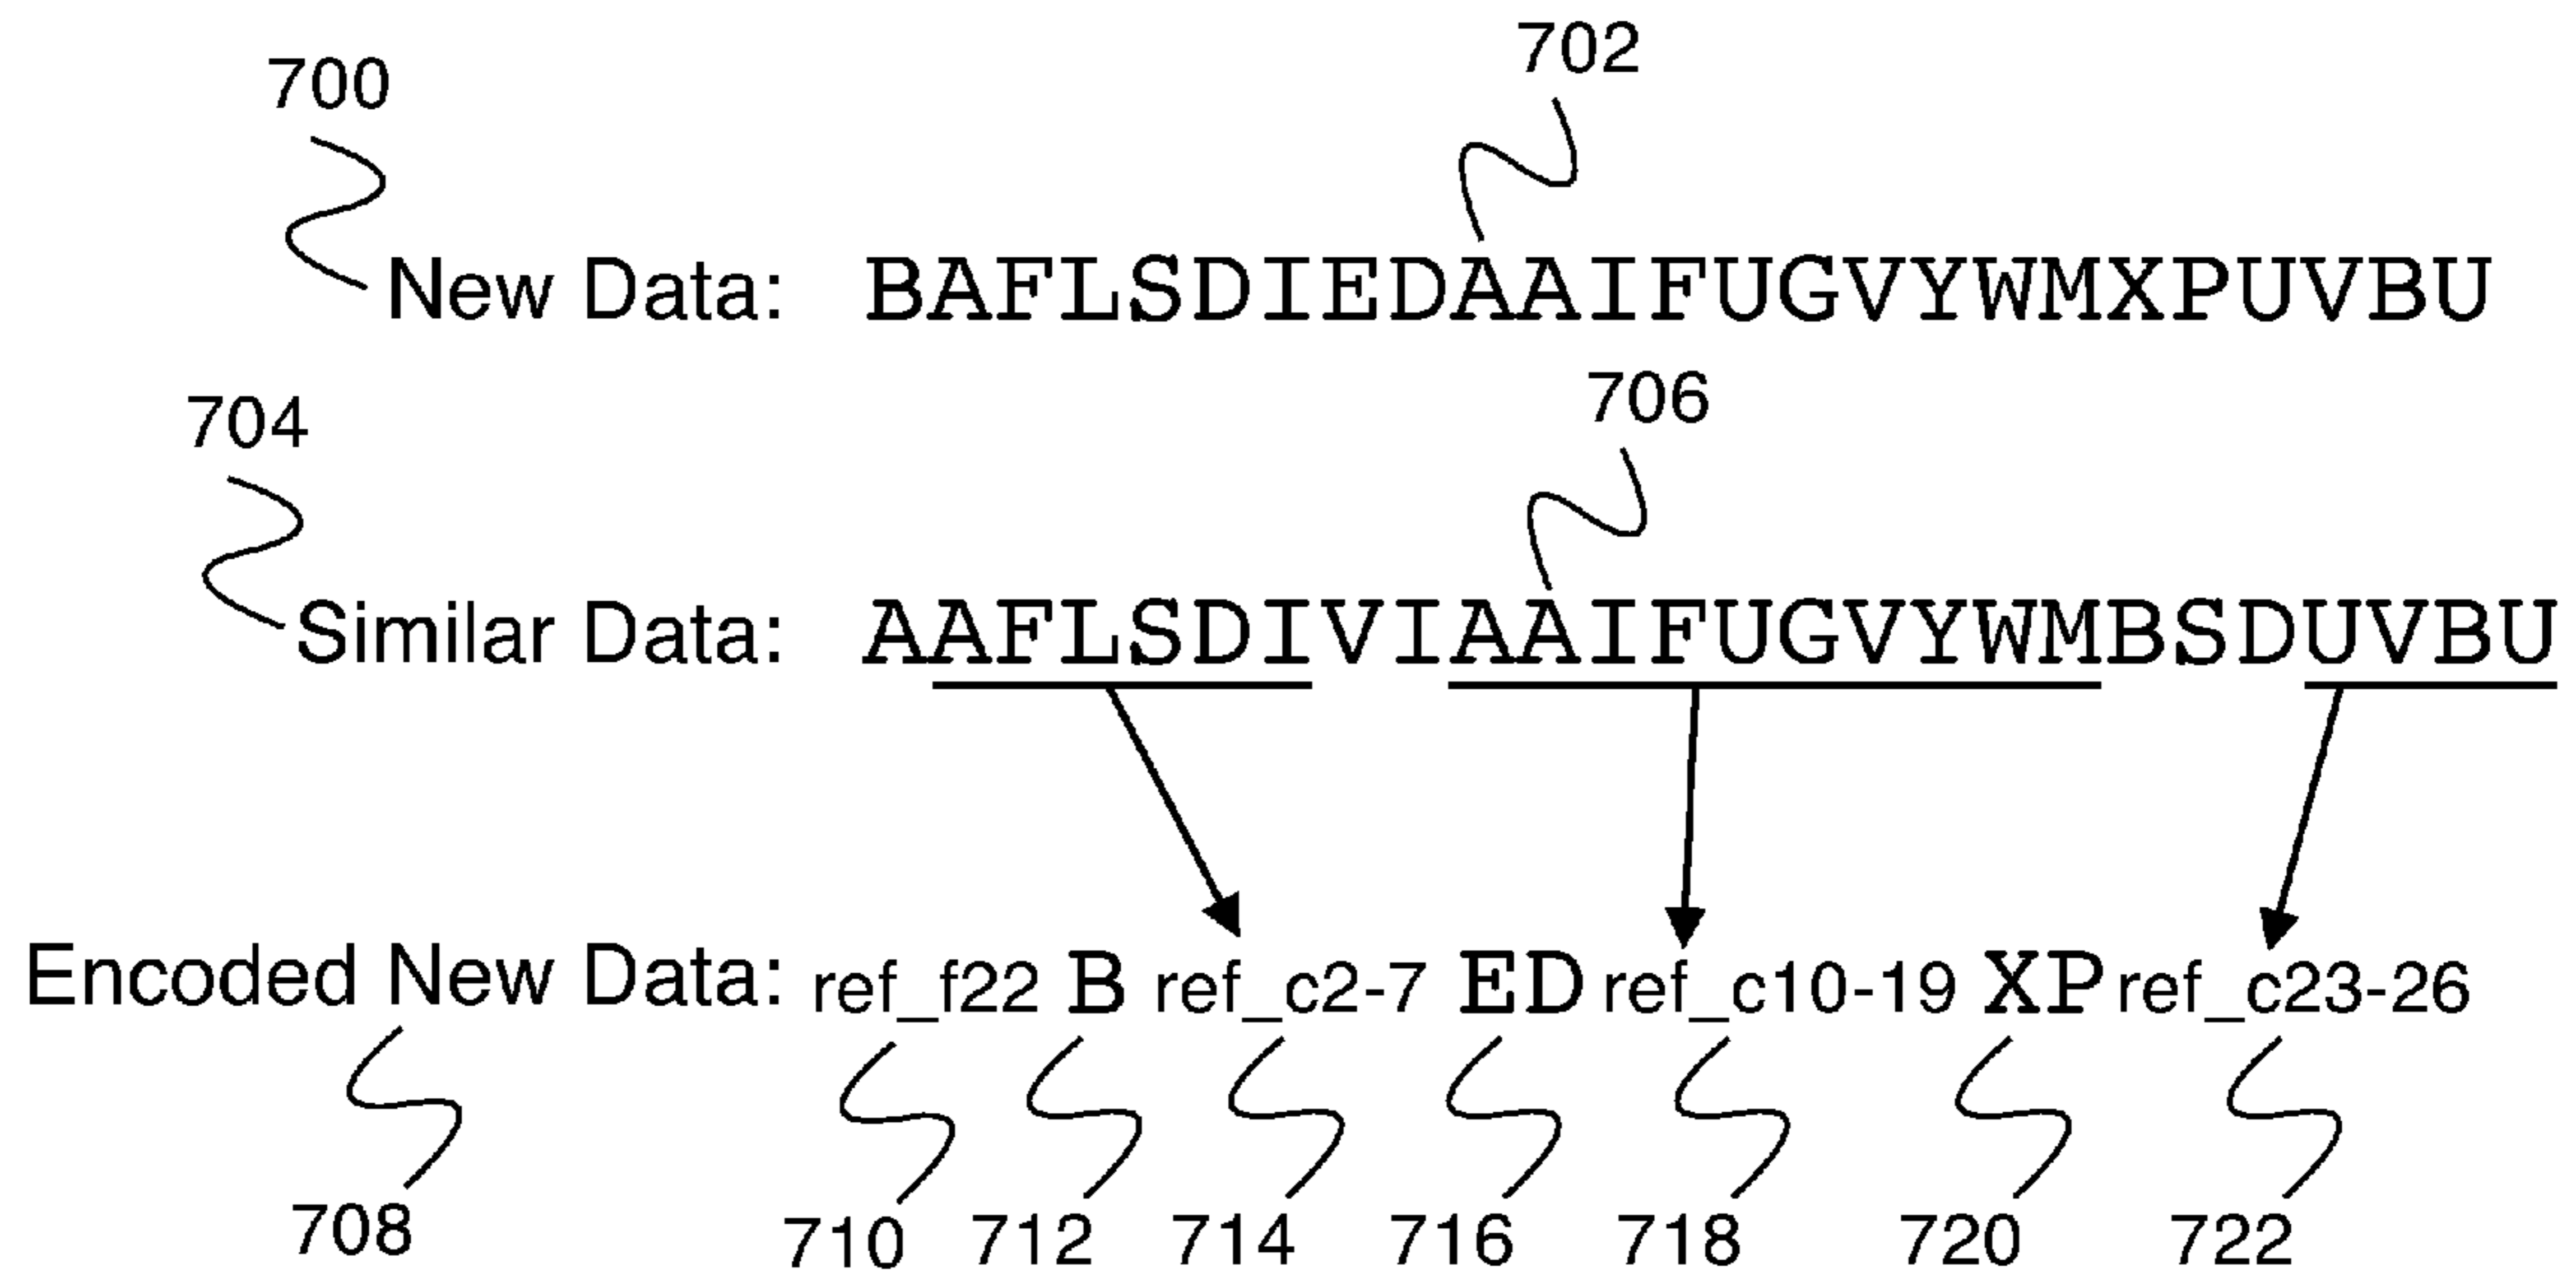 702
700
New Data: BAFLSDIEDAAIFUGVYWMXPUVBU
706
704
Similar Data: AAFLSDIVIAAIFUGVYWMBSDUVBU
Encoded New Data: ref_f22 B ref_c2-7 ED ref_c10-19 XP ref_c23-26
708 710 712 714 716 718 720 722